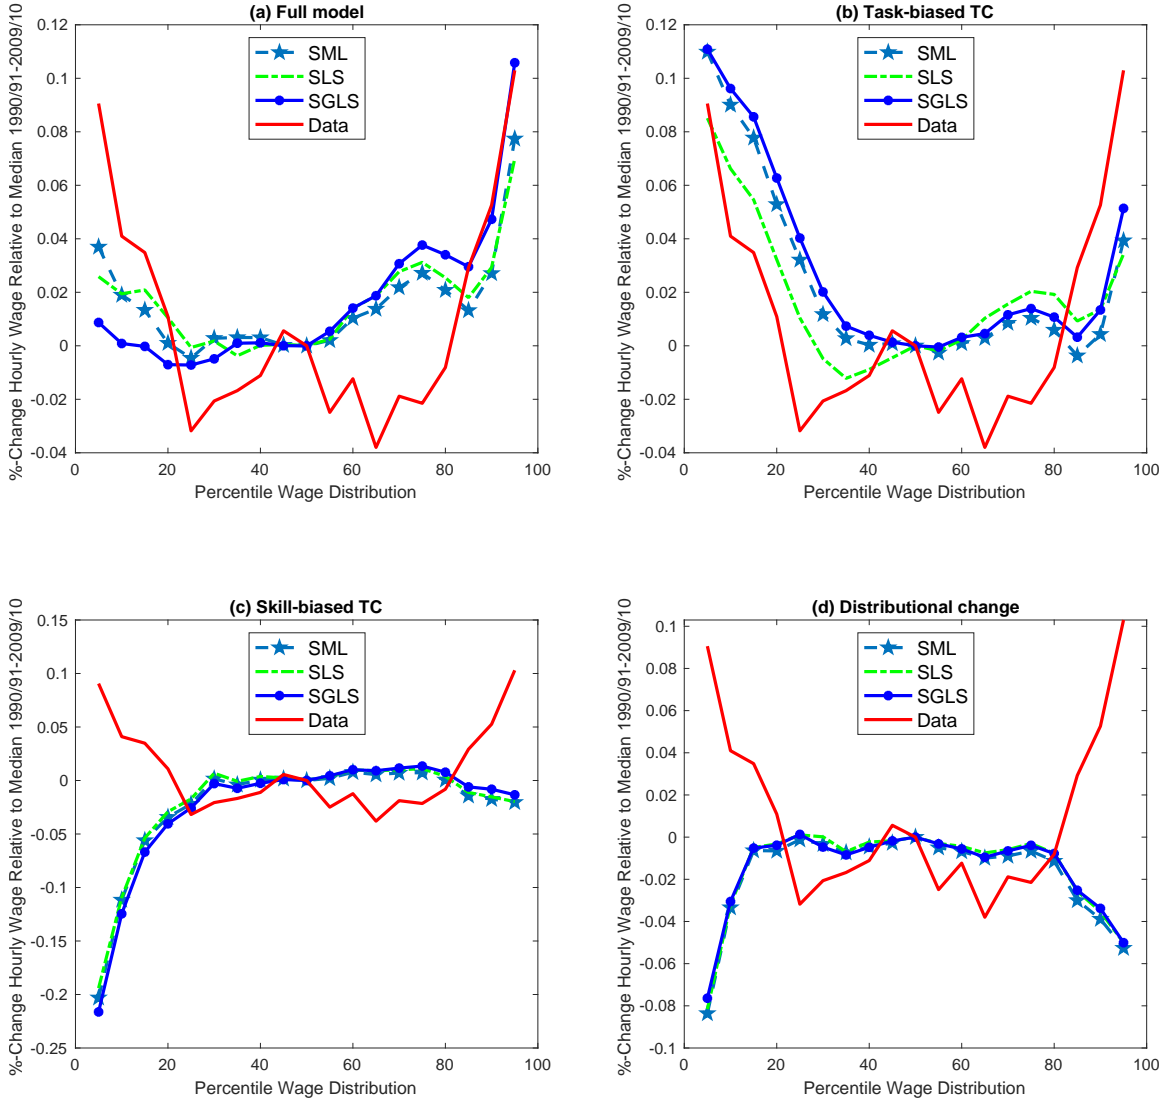 (a) Full model
%-Change Hourly Wage Relative to Median 1990/91-2009/10
0.12
0.1
0.08
0.06
0.04
0.02
0
-0.02
-0.04
SML
SLS
SGLS
Data
0 20 40 60 80 100
Percentile Wage Distribution
(b) Task-biased TC
%-Change Hourly Wage Relative to Median 1990/91-2009/10
0.12
0.1
0.08
0.06
0.04
0.02
0
-0.02
-0.04
SML
SLS
SGLS
Data
0 20 40 60 80 100
Percentile Wage Distribution
(c) Skill-biased TC
%-Change Hourly Wage Relative to Median 1990/91-2009/10
0.15
0.1
0.05
0
-0.05
-0.1
-0.15
-0.2
-0.25
SML
SLS
SGLS
Data
0 20 40 60 80 100
Percentile Wage Distribution
(d) Distributional change
%-Change Hourly Wage Relative to Median 1990/91-2009/10
0.1
0.08
0.06
0.04
0.02
0
-0.02
-0.04
-0.06
-0.08
-0.1
SML
SLS
SGLS
Data
0 20 40 60 80 100
Percentile Wage Distribution